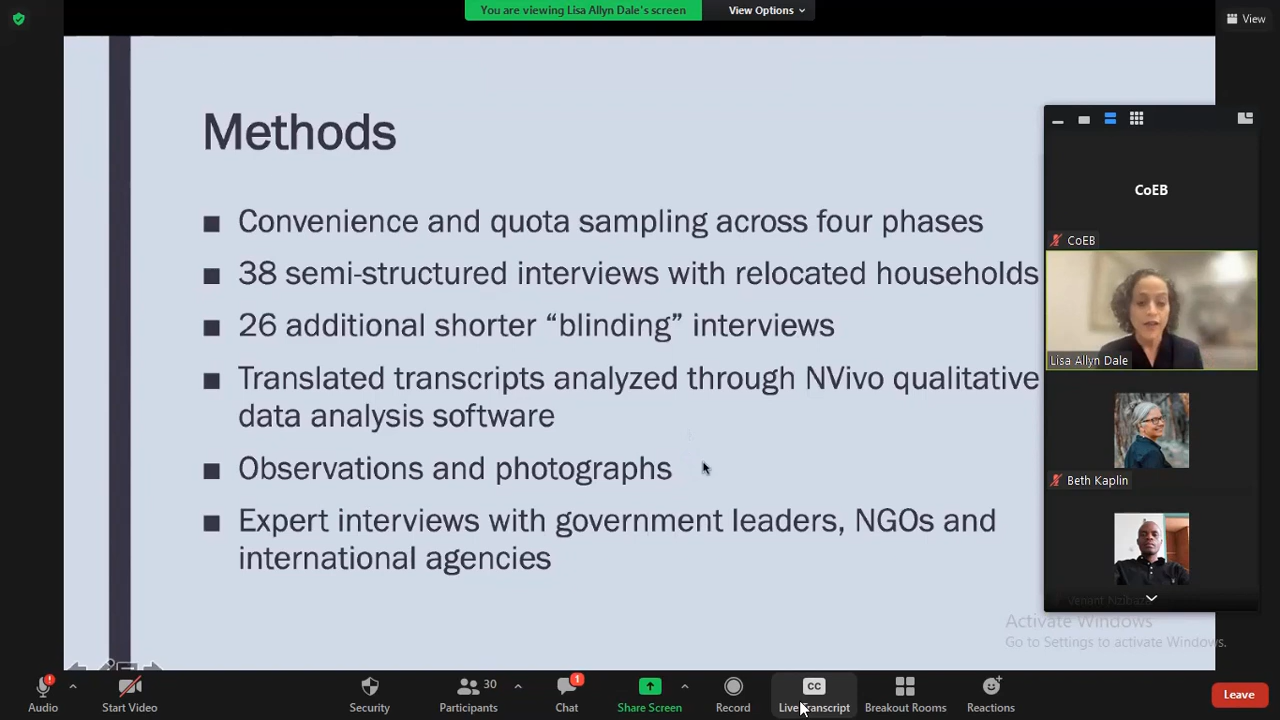 You are viewing Lisa Allyn Dale's screen
View Options
View
Methods
Convenience and quota sampling across four phases
38 semi-structured interviews with relocated households
26 additional shorter “blinding” interviews
Translated transcripts analyzed through NVivo qualitative
data analysis software
Observations and photographs
Expert interviews with government leaders, NGOs and
international agencies
CoEB
CoEB
Lisa Allyn Dale
Beth Kaplin
Activate Windows
Go to Settings to activate Windows.
Audio
Start Video
Security
30
Participants
1
Chat
Share Screen
Record
CC
Live Transcript
Breakout Rooms
Reactions
Leave